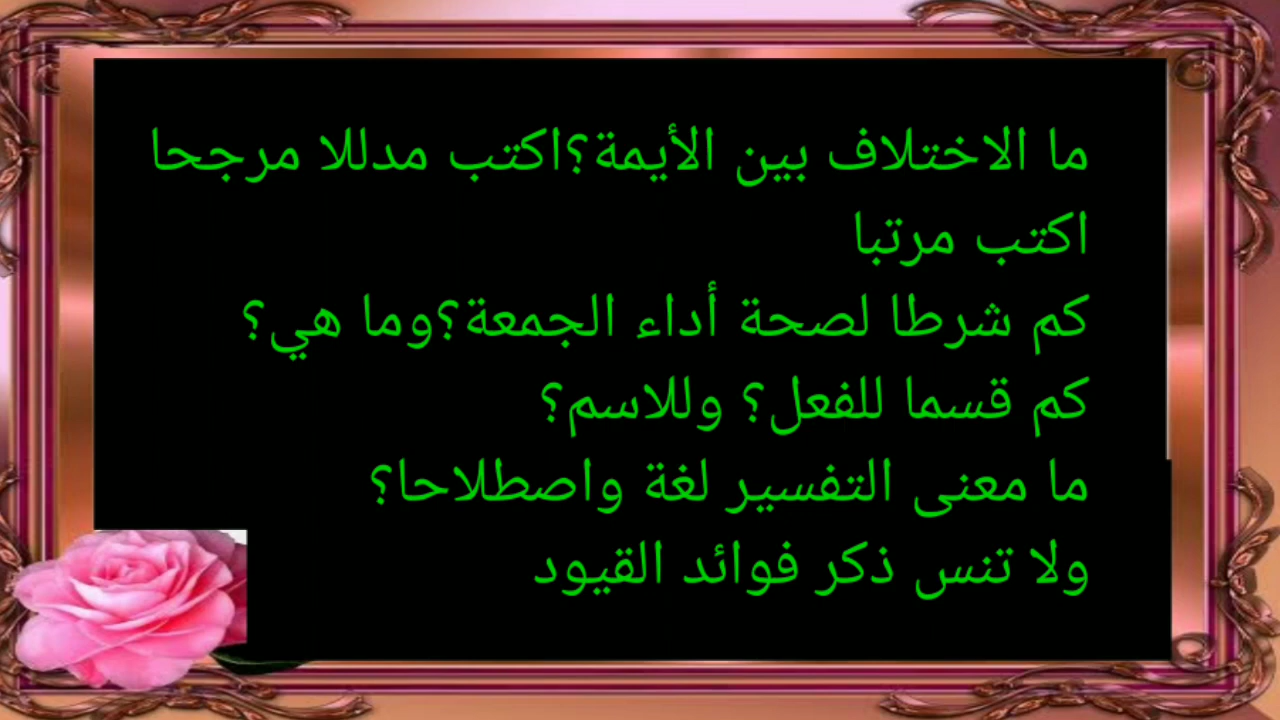 ما الاختلاف بين الأيمة؟اكتب مدللا مرجحا
اكتب مرتبا
كم شرطا لصحة أداء الجمعة؟وما هي؟
كم قسما للفعل؟ وللاسم؟
ما معنى التفسير لغة واصطلاحا؟
ولا تنس ذكر فوائد القيود